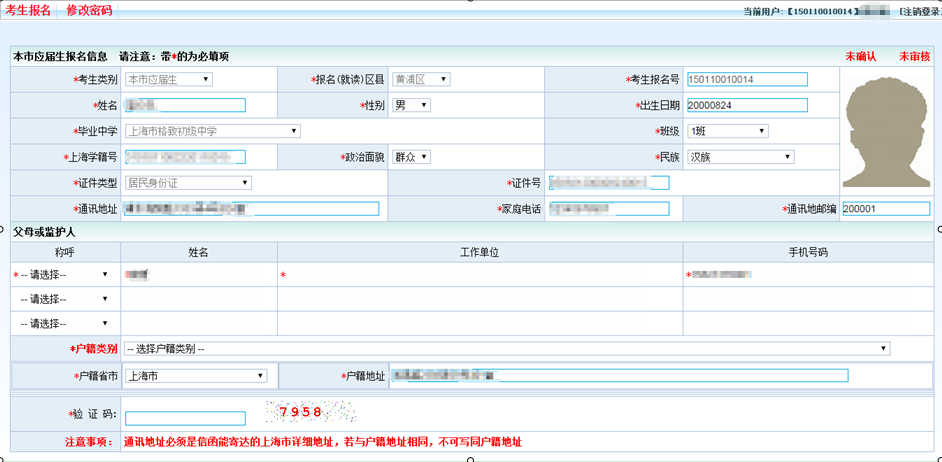 考生报名 修改密码 当前用户:【150110010014】 [注销登录]
本市应届生报名信息 请注意: 带*的为必填项 未确认 未审核
*考生类别 本市应届生 *报名(就读)区县 黄浦区 *考生报名号 150110010014
*姓名 *性别 男 *出生日期 20000824
*毕业中学 上海市格致初级中学 *班级 1班
*上海学籍号 *政治面貌 群众 *民族 汉族
*证件类型 居民身份证 *证件号
*通讯地址 *家庭电话 *通讯地邮编 200001
父母或监护人
称呼 姓名 工作单位 手机号码
* -- 请选择-- * *
-- 请选择--
-- 请选择--
*户籍类别 -- 选择户籍类别 --
*户籍省市 上海市 *户籍地址
*验 证 码: 7958
注意事项: 通讯地址必须是信函能寄达的上海市详细地址，若与户籍地址相同，不可写同户籍地址